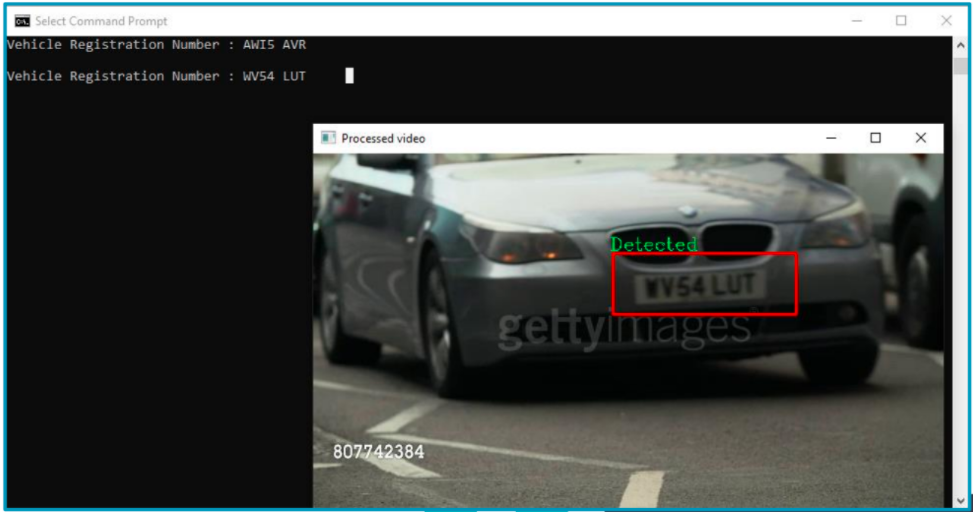 Select Command Prompt
Vehicle Registration Number : AWI5 AVR
Vehicle Registration Number : WV54 LUT
Processed video
Detected
WV54 LUT
gettyimages
807742384